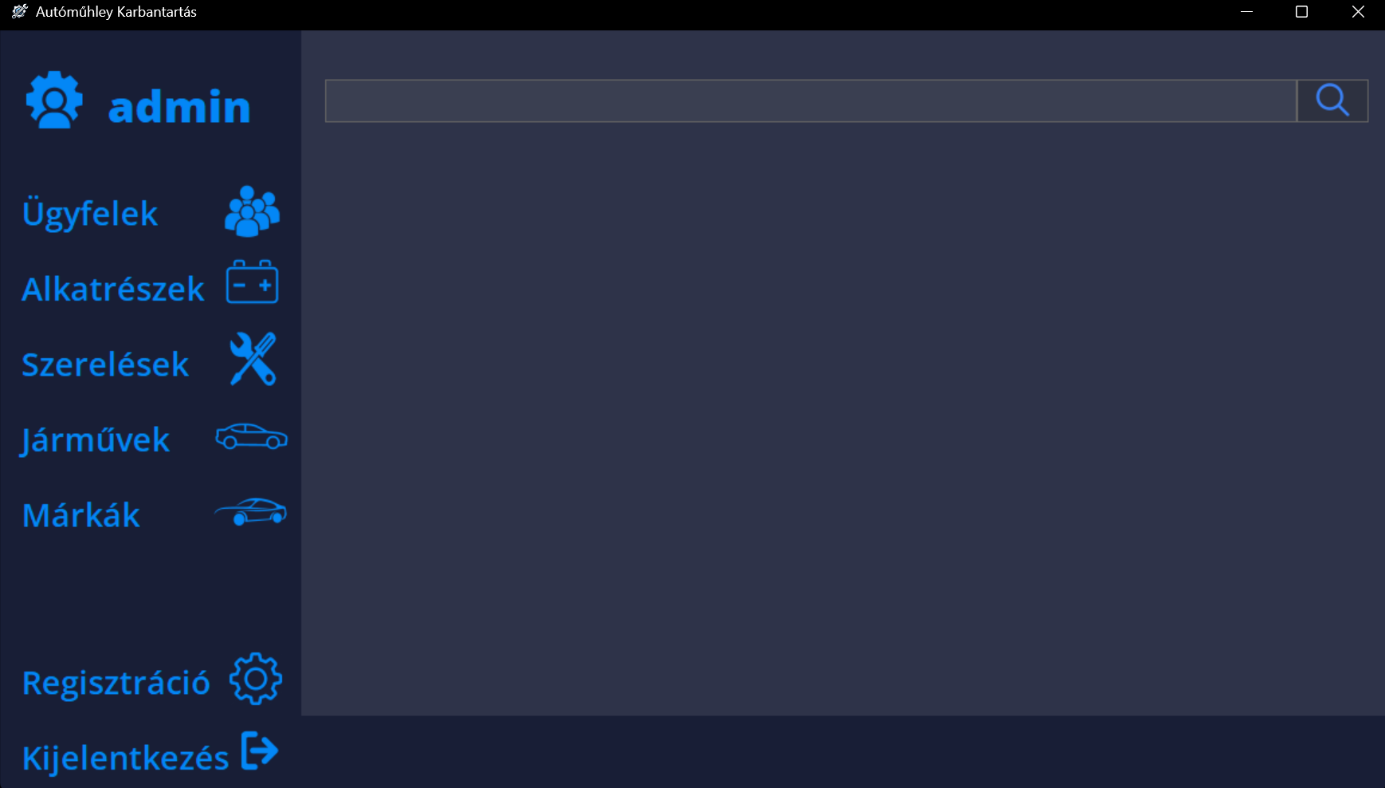 Autóműhley Karbantartás
admin
Ügyfelek
Alkatrészek
Szerelések
Járművek
Márkák
Regisztráció
Kijelentkezés